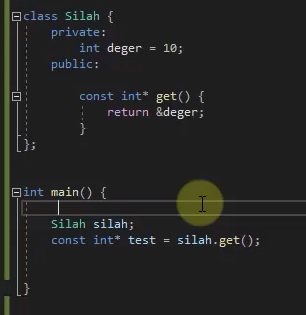 class Silah {
private:
int deger = 10;
public:
const int* get() {
return &deger;
}
};
int main() {
Silah silah;
const int* test = silah.get();
}